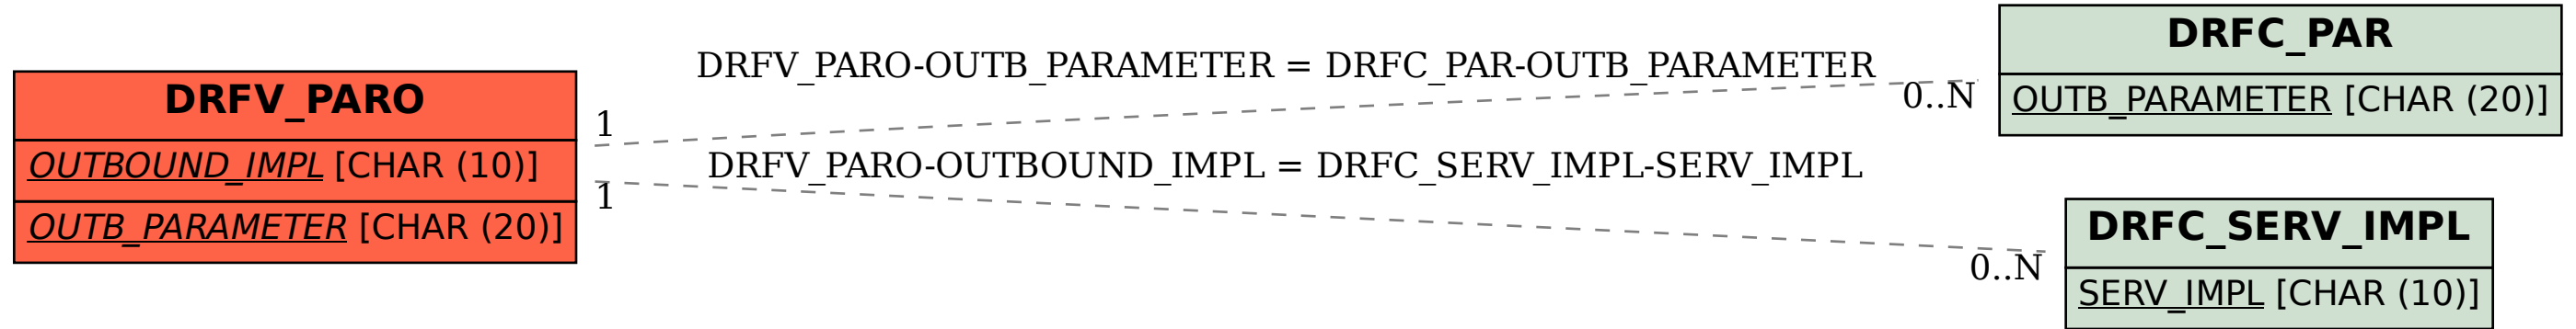 DRFV_PARO
OUTBOUND_IMPL [CHAR (10)]
OUTB_PARAMETER [CHAR (20)]
DRFV_PARO-OUTB_PARAMETER = DRFC_PAR-OUTB_PARAMETER
1
0..N
DRFV_PARO-OUTBOUND_IMPL = DRFC_SERV_IMPL-SERV_IMPL
1
0..N
DRFC_PAR
OUTB_PARAMETER [CHAR (20)]
DRFC_SERV_IMPL
SERV_IMPL [CHAR (10)]